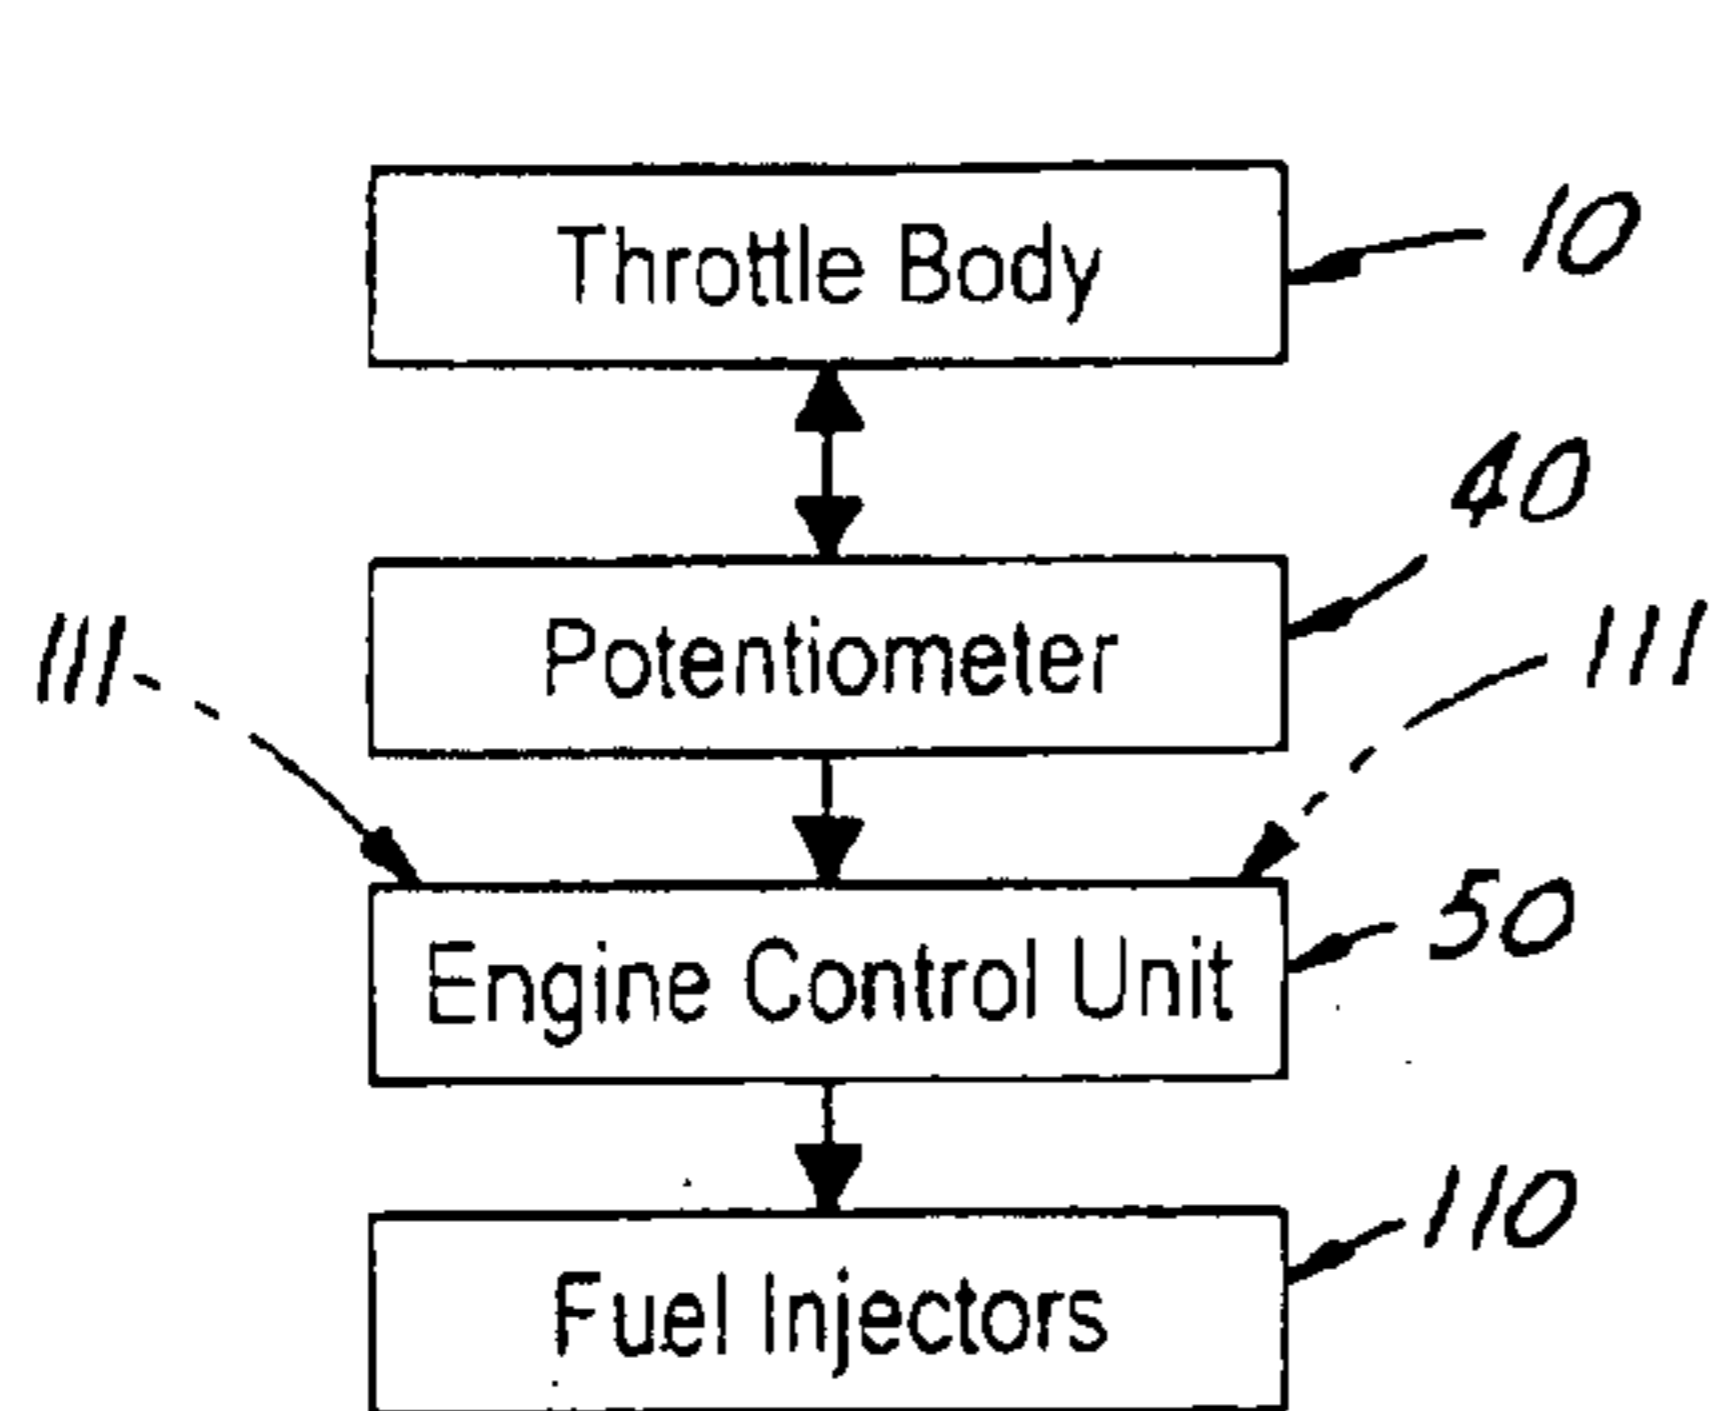 Throttle Body
10
40
Potentiometer
111
111
Engine Control Unit
50
110
Fuel Injectors